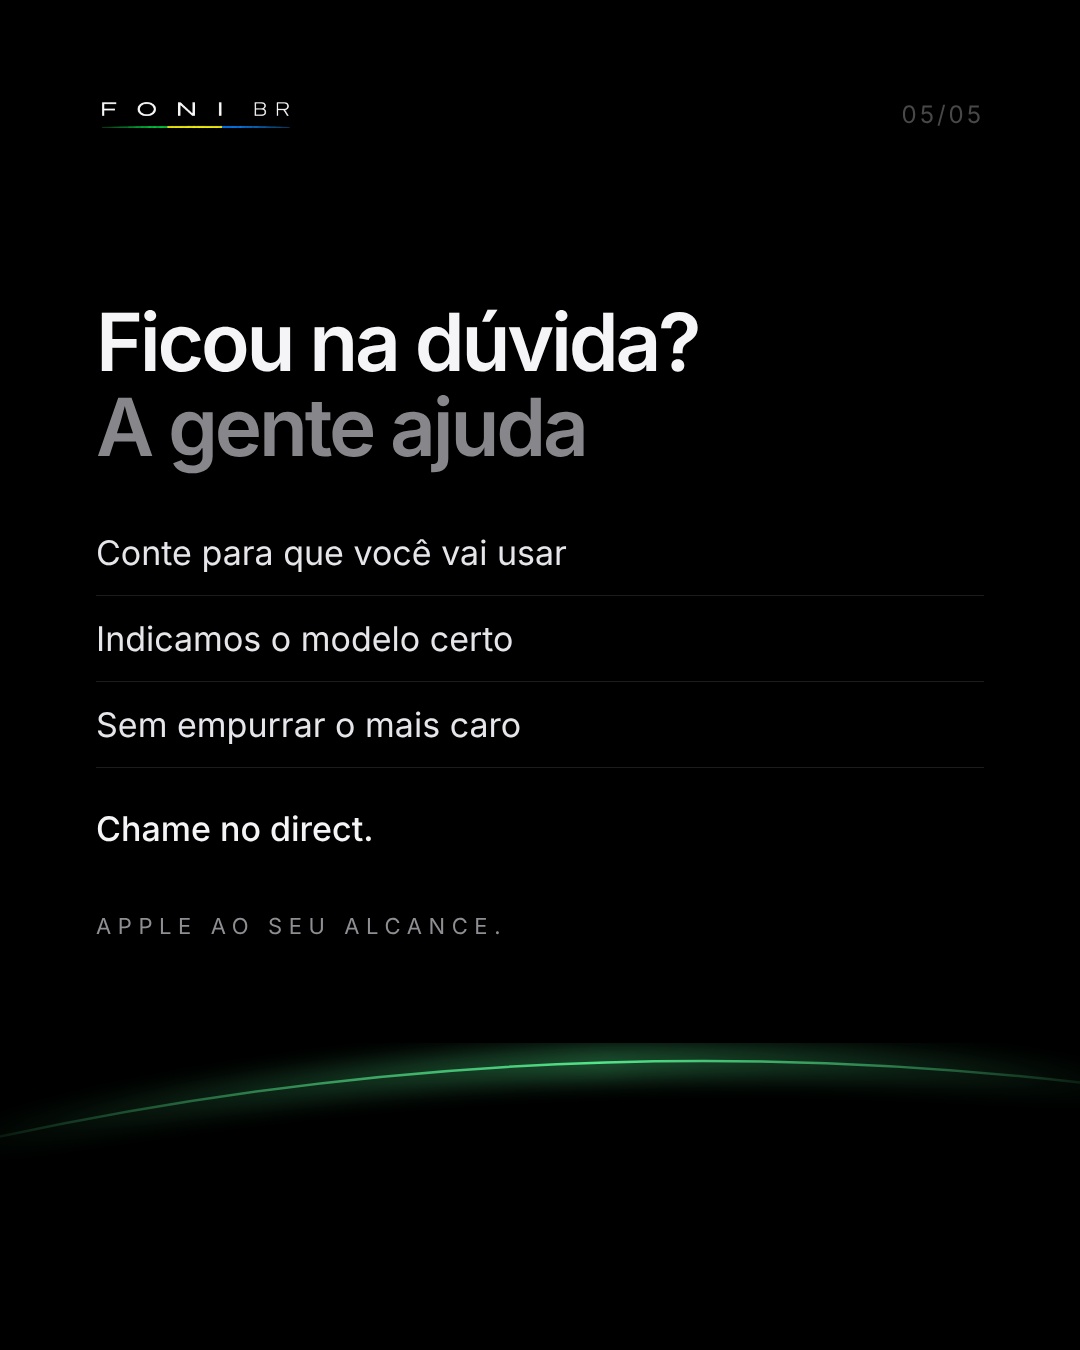 FONI BR
05/05
Ficou na dúvida?
A gente ajuda
Conte para que você vai usar
Indicamos o modelo certo
Sem empurrar o mais caro
Chame no direct.
APPLE AO SEU ALCANCE.